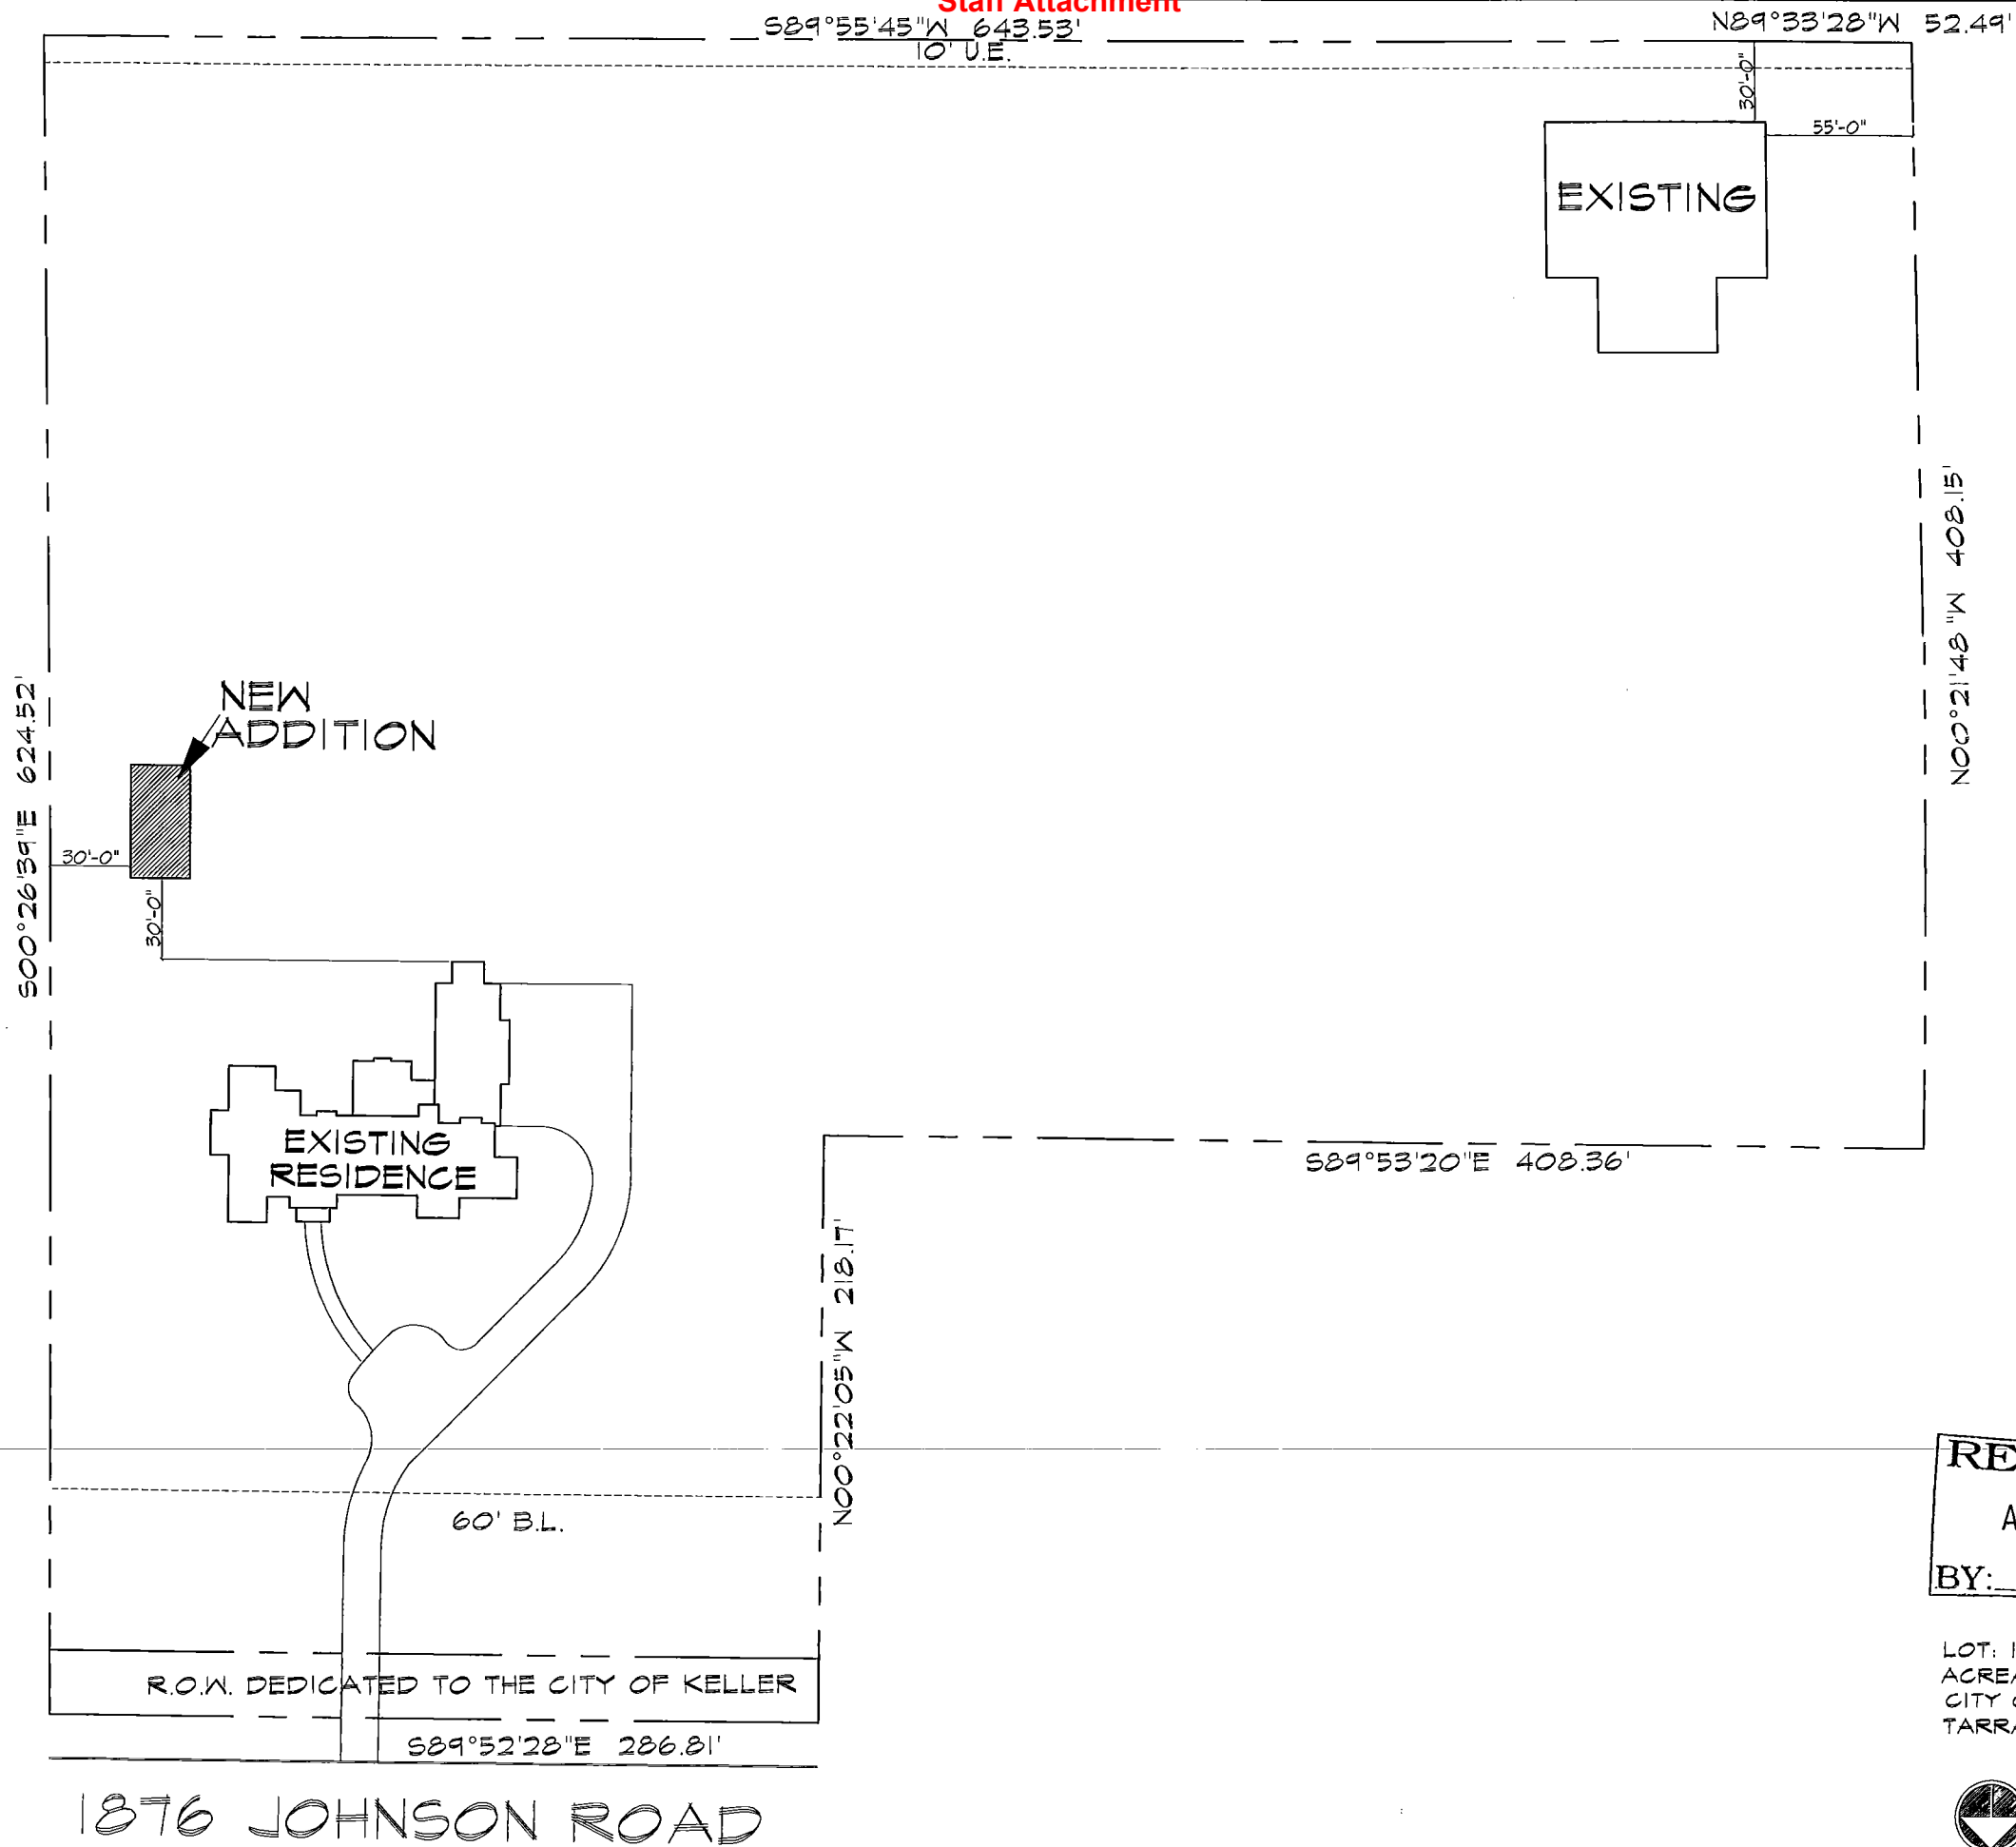 Staff Attachment
S89°55'45"W 643.53'
N89°33'28"W 52.49'
10' U.E.
30'-0"
55'-0"
EXISTING
N00°21'48"W 408.15'
NEW
ADDITION
S00°26'39"E 624.52'
30'-0"
30'-0"
EXISTING
RESIDENCE
S89°53'20"E 408.36'
N00°22'05"W 218.17'
60' B.L.
R.O.W. DEDICATED TO THE CITY OF KELLER
S89°52'28"E 286.81'
1876 JOHNSON ROAD
BY:
LOT: 1
CITY